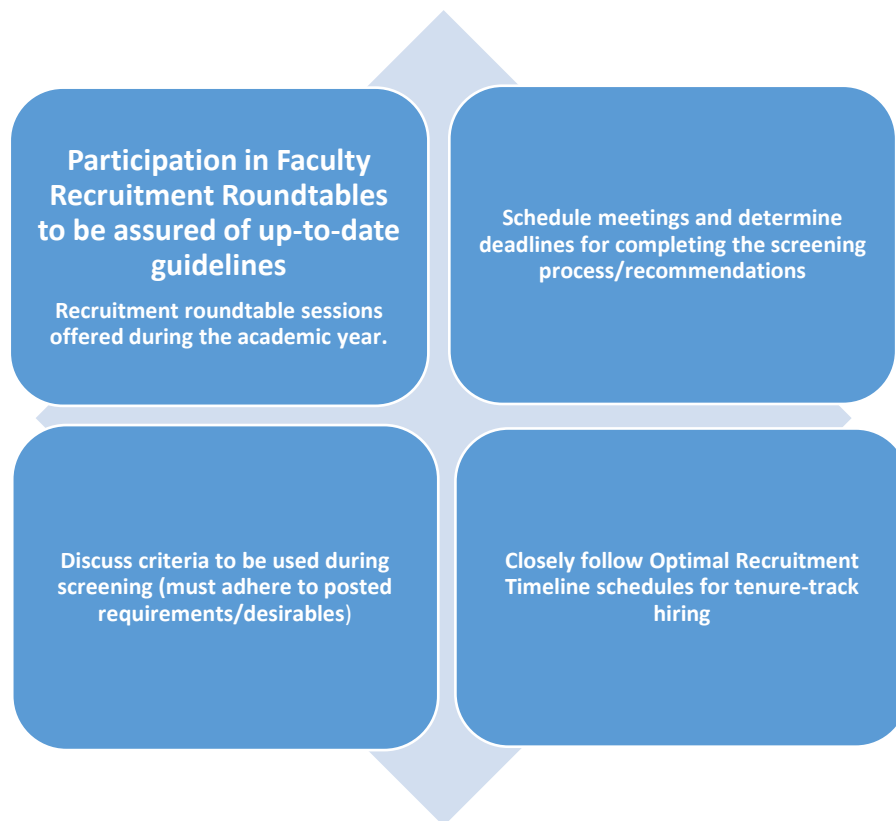 Participation in Faculty
Recruitment Roundtables
to be assured of up-to-date
guidelines
Recruitment roundtable sessions
offered during the academic year.
Schedule meetings and determine
deadlines for completing the screening
process/recommendations
Discuss criteria to be used during
screening (must adhere to posted
requirements/desirables)
Closely follow Optimal Recruitment
Timeline schedules for tenure-track
hiring